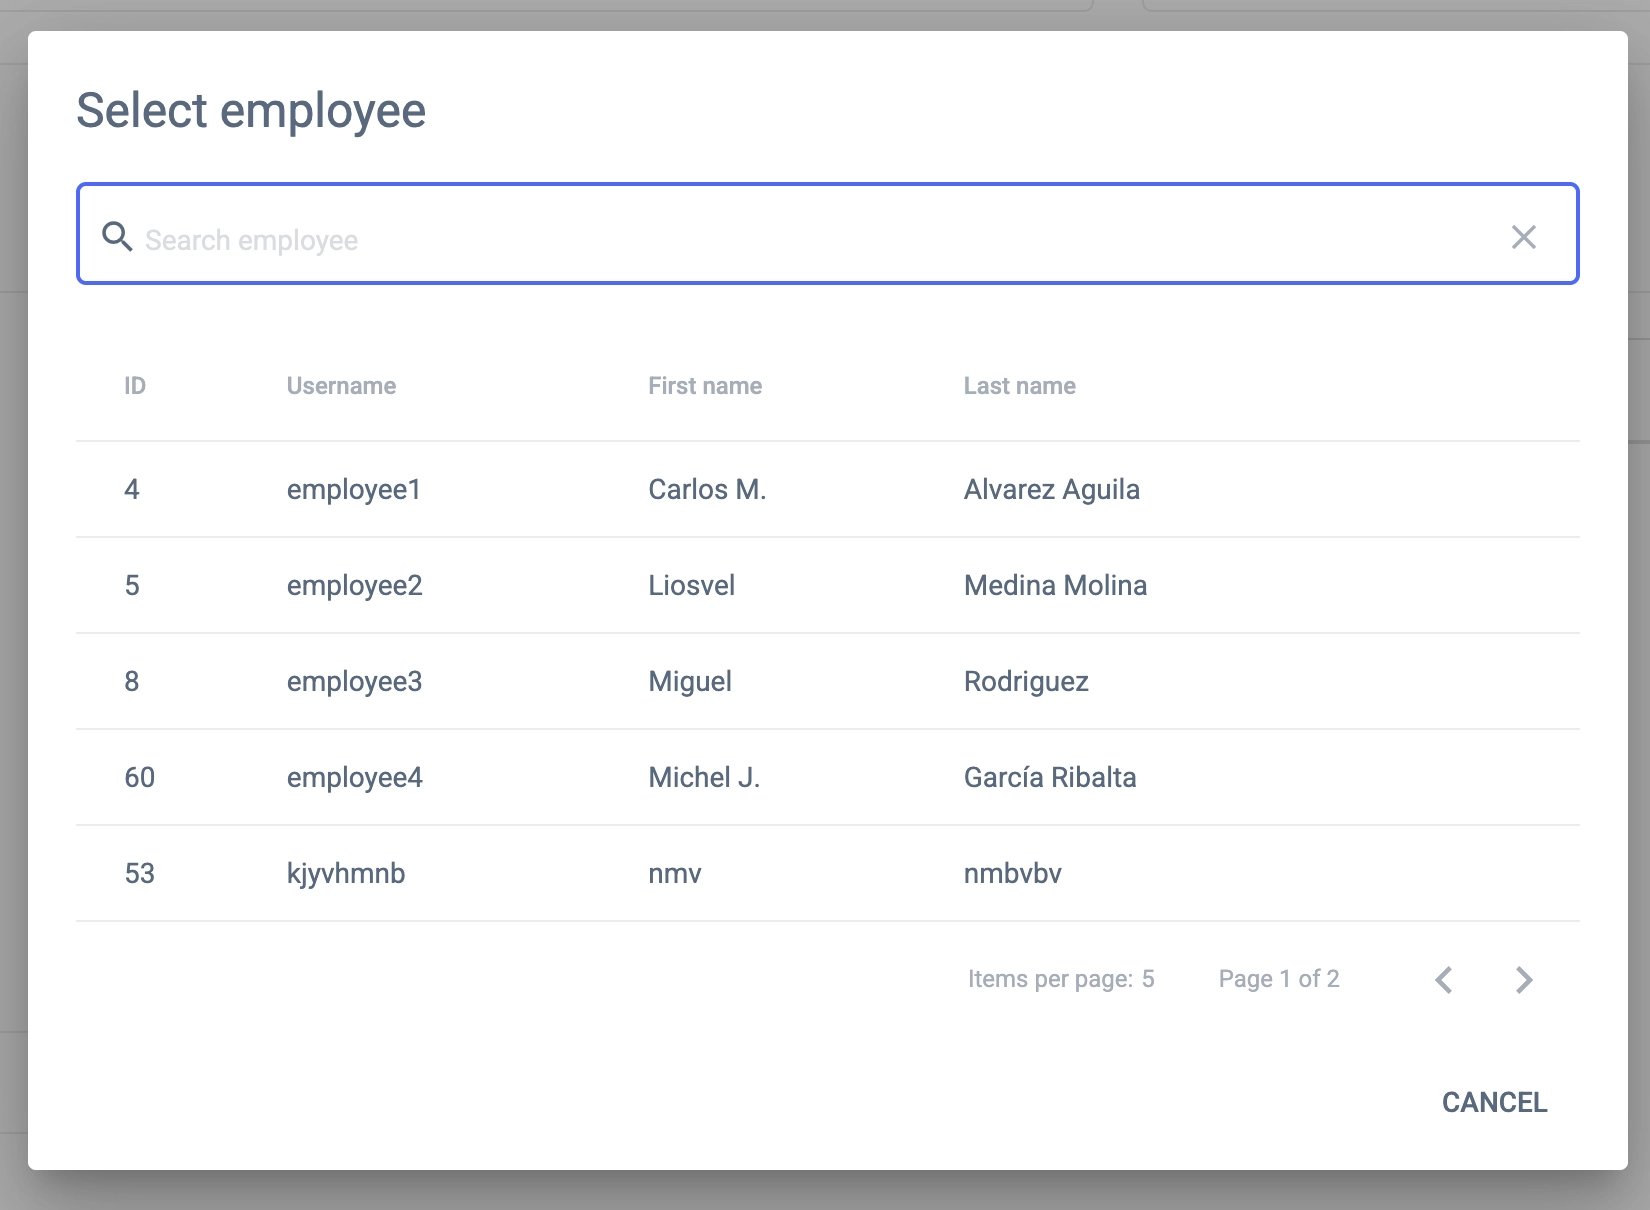 Select employee
Search employee
ID Username First name Last name
4 employee1 Carlos M. Alvarez Aguila
5 employee2 Liosvel Medina Molina
8 employee3 Miguel Rodriguez
60 employee4 Michel J. García Ribalta
53 kjyvhmnb nmv nmbvbv
Items per page: 5 Page 1 of 2
CANCEL